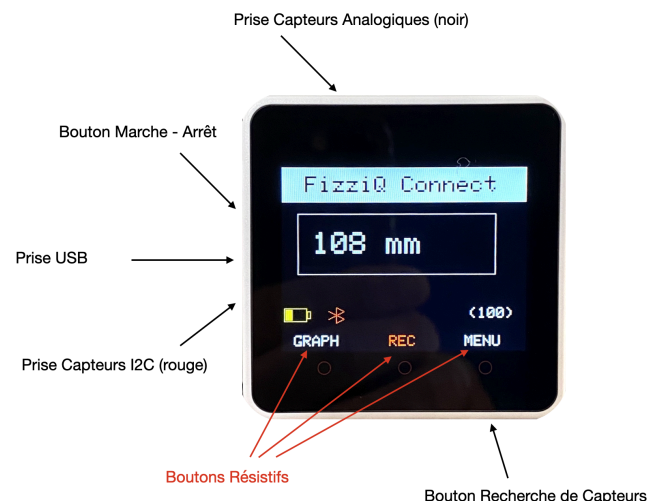 Prise Capteurs Analogiques (noir)
Bouton Marche - Arrêt
FizziQ Connect
108 mm
Prise USB
(100)
GRAPH REC MENU
Prise Capteurs I2C (rouge)
Boutons Résistifs
Bouton Recherche de Capteurs